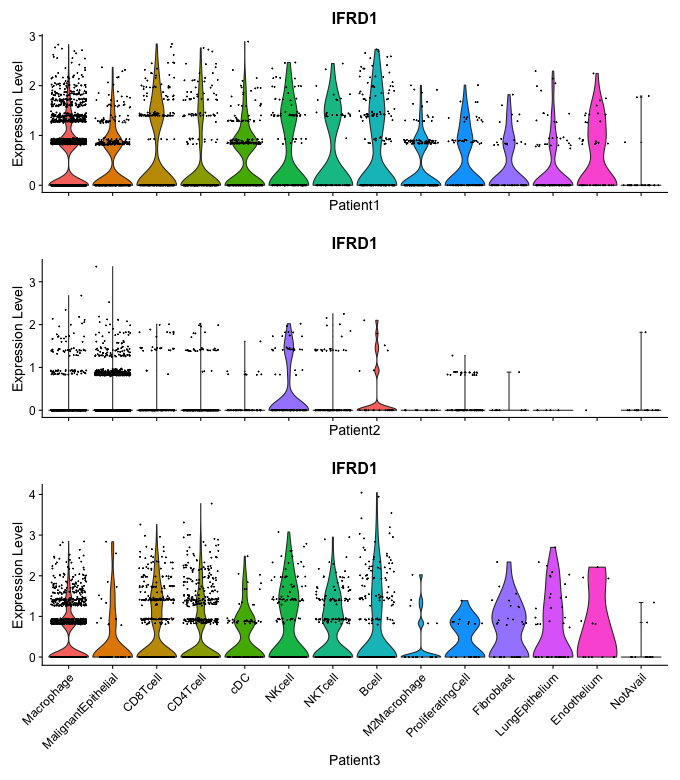 IFRD1
Expression Level
3
2
1
0
Patient1
IFRD1
Expression Level
3
2
1
0
Patient2
IFRD1
Expression Level
4
3
2
1
0
Macrophage
MalignantEpithelial
CD8Tcell
CD4Tcell
cDC
NKcell
NKTcell
Bcell
M2Macrophage
ProliferatingCell
Fibroblast
LungEpithelium
Endothelium
NotAvail
Patient3